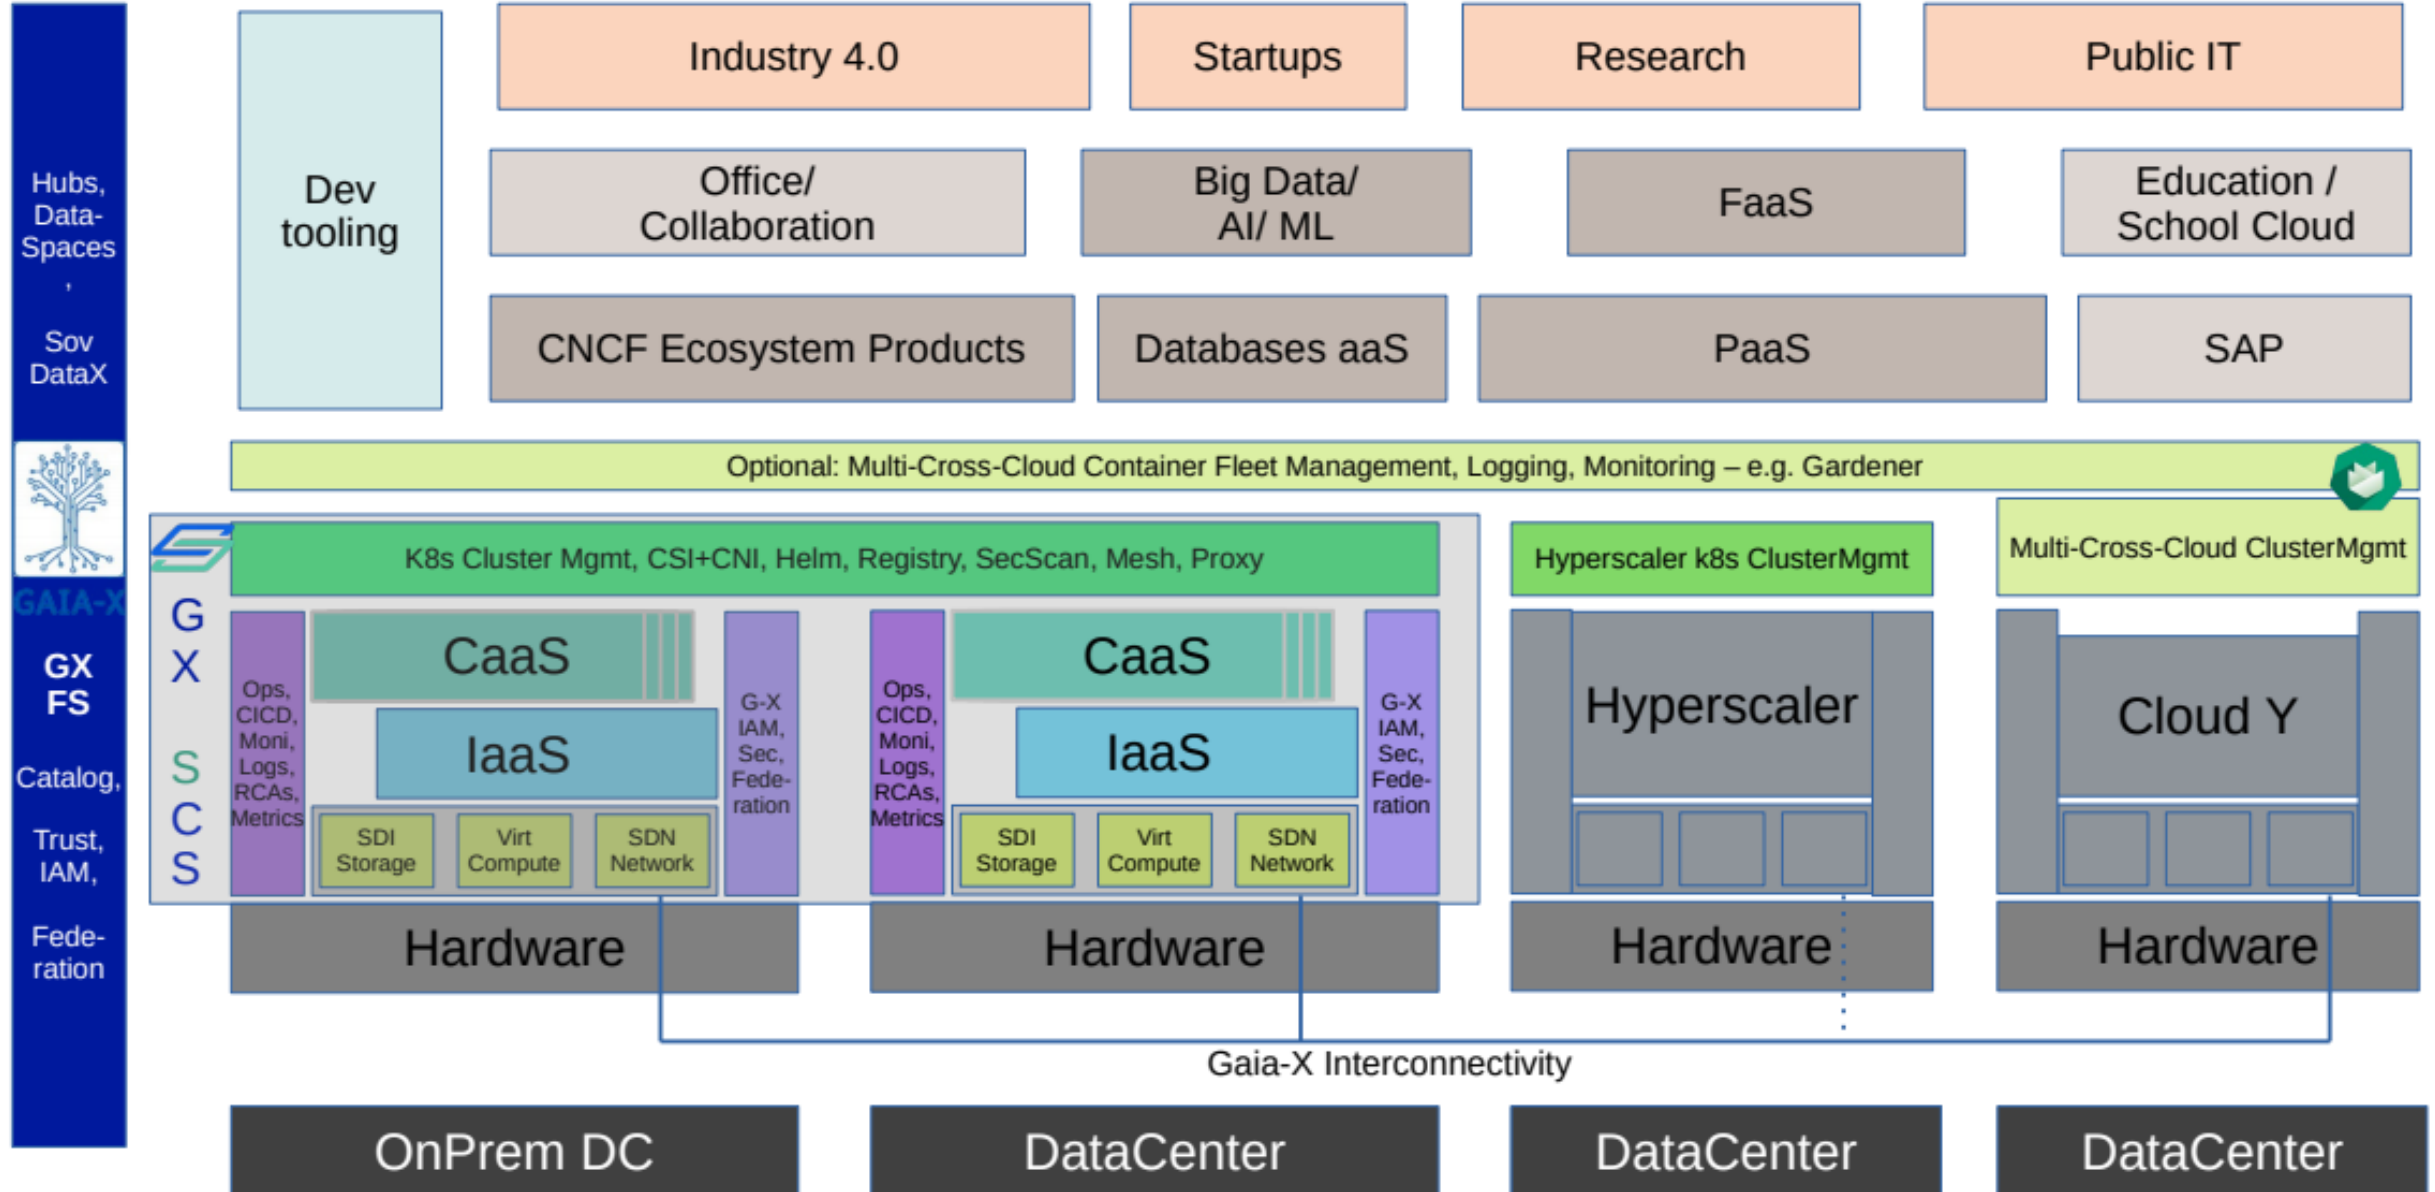 Industry 4.0
Startups
Research
Public IT
Hubs,
Data-
Spaces
,
Sov
DataX
Dev
tooling
Office/
Collaboration
Big Data/
AI/ ML
FaaS
Education /
School Cloud
CNCF Ecosystem Products
Databases aaS
PaaS
SAP
Optional: Multi-Cross-Cloud Container Fleet Management, Logging, Monitoring – e.g. Gardener
GAIA-X
GX
FS
Catalog,
Trust,
IAM,
Fede-
ration
G
X
S
C
S
K8s Cluster Mgmt, CSI+CNI, Helm, Registry, SecScan, Mesh, Proxy
Hyperscaler k8s ClusterMgmt
Multi-Cross-Cloud ClusterMgmt
Ops,
CICD,
Moni,
Logs,
RCAs,
Metrics
CaaS
IaaS
SDI
Storage
Virt
Compute
SDN
Network
G-X
IAM,
Sec,
Fede-
ration
Ops,
CICD,
Moni,
Logs,
RCAs,
Metrics
CaaS
IaaS
SDI
Storage
Virt
Compute
SDN
Network
G-X
IAM,
Sec,
Fede-
ration
Hyperscaler
Cloud Y
Hardware
Hardware
Hardware
Hardware
Gaia-X Interconnectivity
OnPrem DC
DataCenter
DataCenter
DataCenter